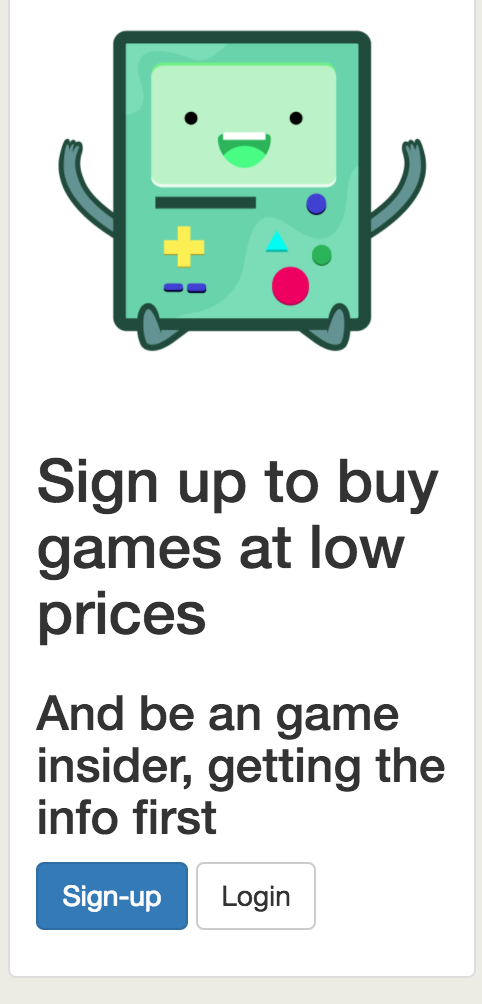 Sign up to buy
games at low
prices
And be an game
insider, getting the
info first
Sign-up Login